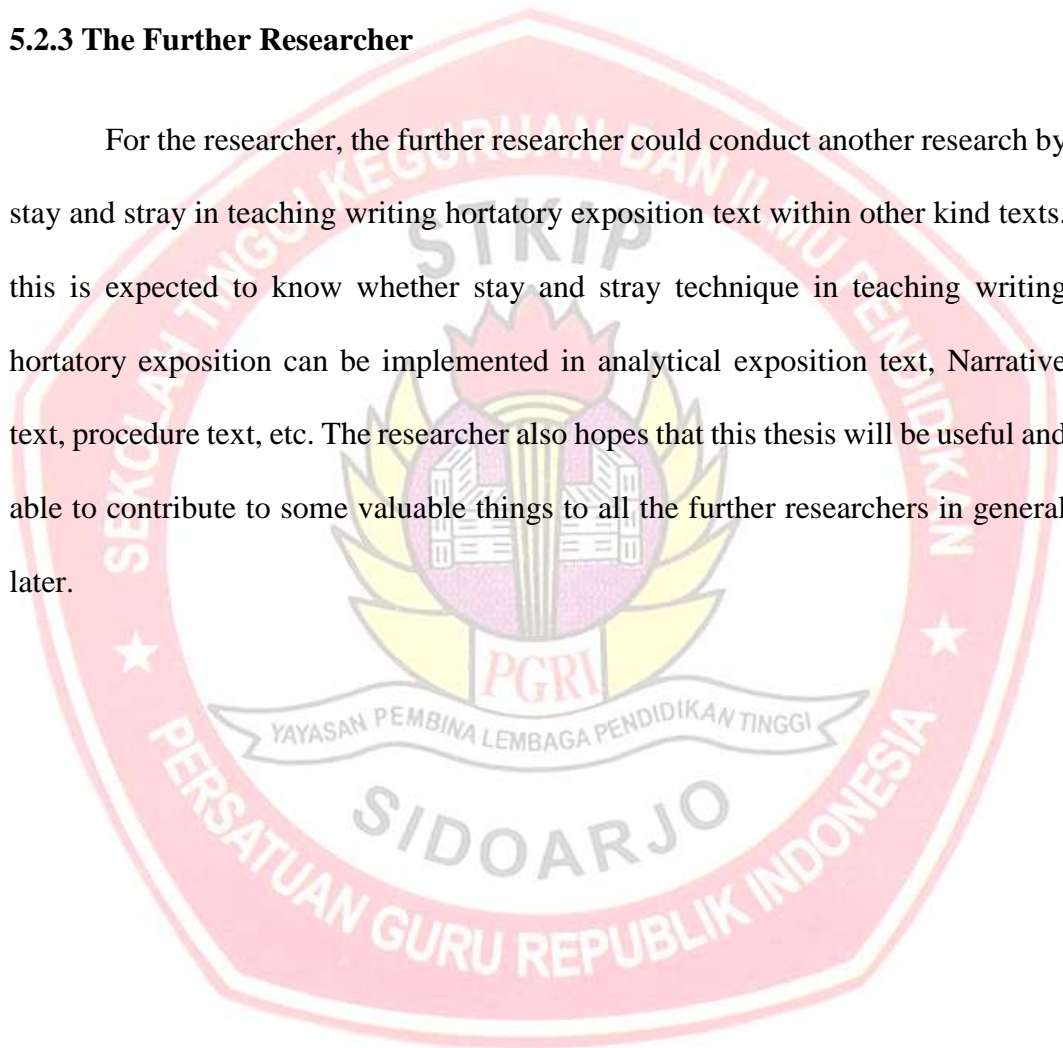 5.2.3 The Further Researcher
For the researcher, the further researcher could conduct another research by
stay and stray in teaching writing hortatory exposition text within other kind texts.
this is expected to know whether stay and stray technique in teaching writing
hortatory exposition can be implemented in analytical exposition text, Narrative
text, procedure text, etc. The researcher also hopes that this thesis will be useful and
able to contribute to some valuable things to all the further researchers in general
later.
SEKOLAH TINGGI KEGURUAN DAN ILMU PENDIDIKAN
STKIP
PGRI
YAYASAN PEMBINA LEMBAGA PENDIDIKAN TINGGI
SIDOARJO
PERSATUAN GURU REPUBLIK INDONESIA